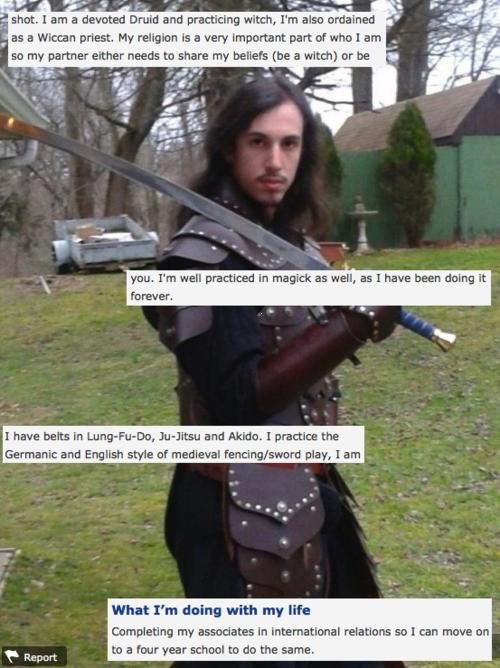 shot. I am a devoted Druid and practicing witch, I'm also ordained
as a Wiccan priest. My religion is a very important part of who I am
so my partner either needs to share my beliefs (be a witch) or be
you. I'm well practiced in magick as well, as I have been doing it
forever.
I have belts in Lung-Fu-Do, Ju-Jitsu and Akido. I practice the
Germanic and English style of medieval fencing/sword play, I am
What I'm doing with my life
Completing my associates in international relations so I can move on
to a four year school to do the same.
Report